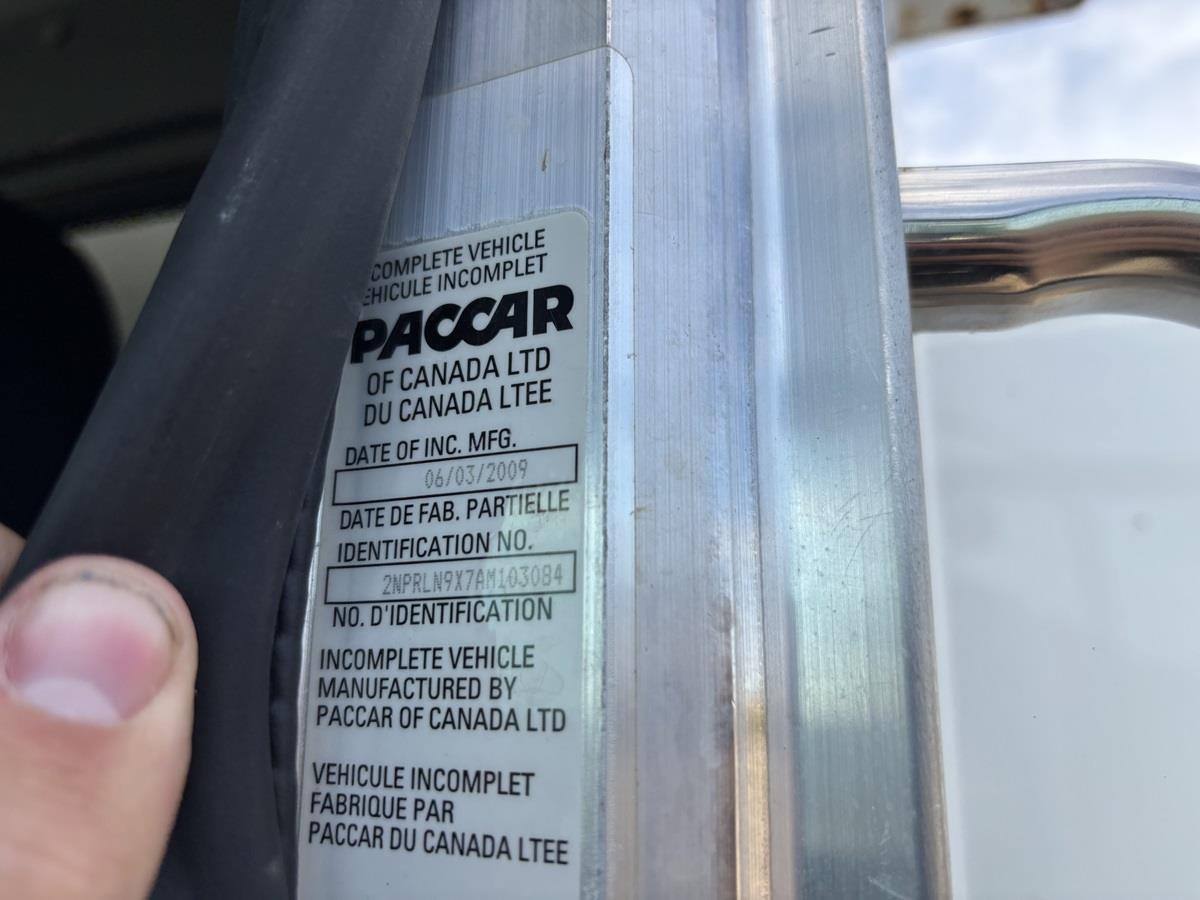 COMPLETE VEHICLE
EHICULE INCOMPLET
PACCAR
OF CANADA LTD
DU CANADA LTEE
DATE OF INC. MFG.
06/03/2009
DATE DE FAB. PARTIELLE
IDENTIFICATION NO.
2NPRLN9X7AM103084
NO. D'IDENTIFICATION
INCOMPLETE VEHICLE
MANUFACTURED BY
PACCAR OF CANADA LTD
VEHICULE INCOMPLET
FABRIQUE PAR
PACCAR DU CANADA LTEE